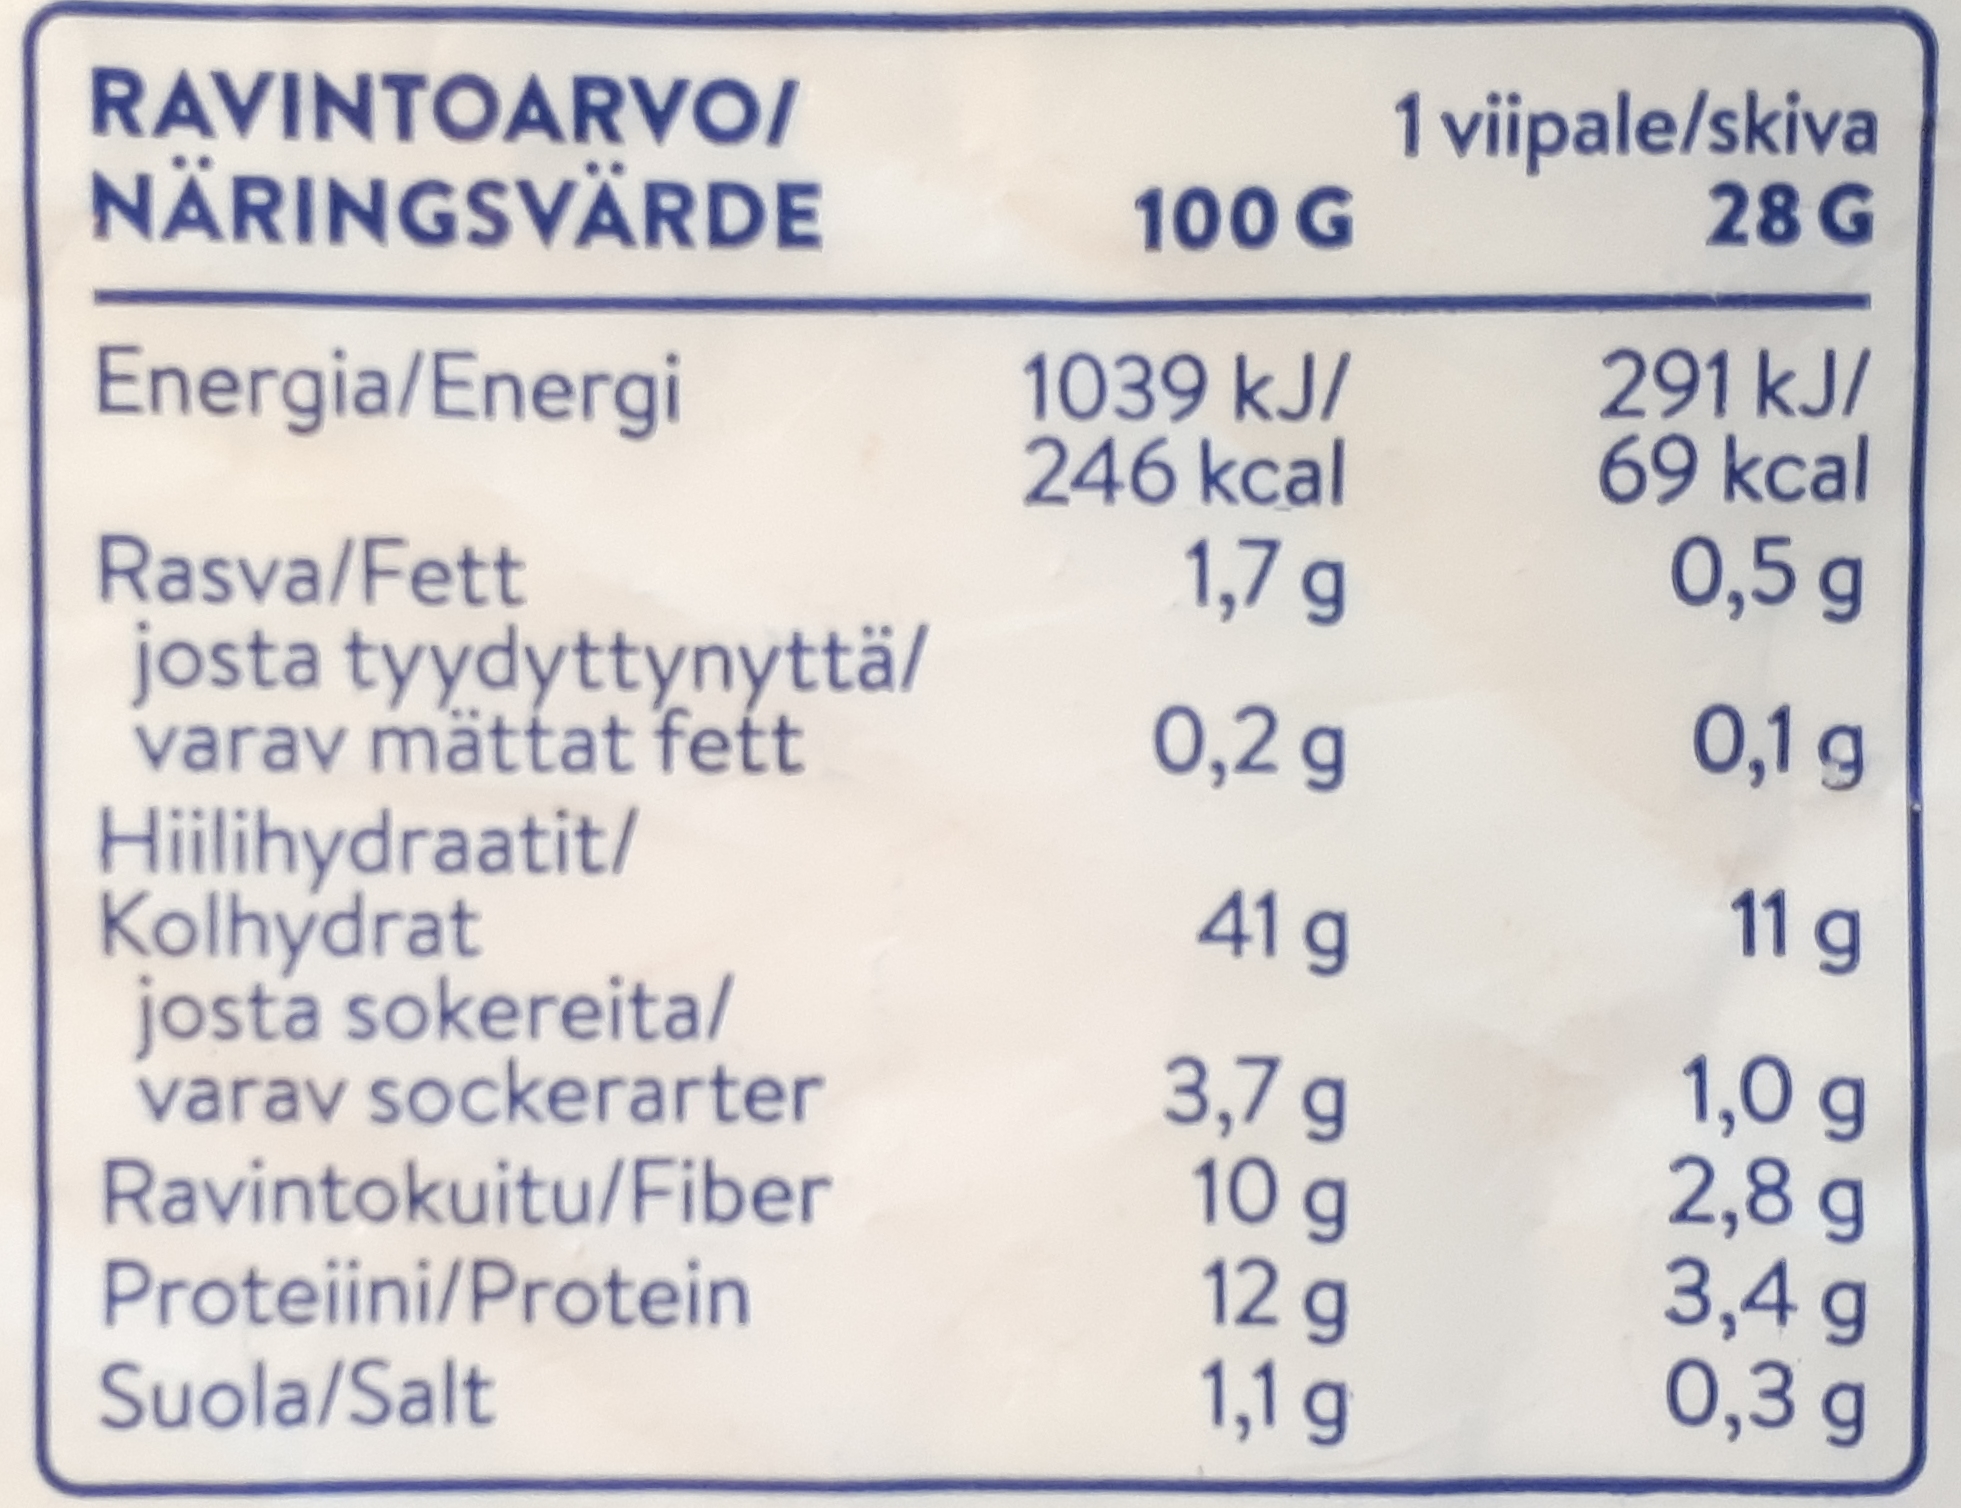 RAVINTOARVO/ 1 viipale/skiva
NÄRINGSVÄRDE 100 G 28 G
Energia/Energi 1039 kJ/ 291 kJ/
246 kcal 69 kcal
Rasva/Fett 1,7 g 0,5 g
josta tyydyttynyttä/
varav mättat fett 0,2 g 0,1 g
Hiilihydraatit/
Kolhydrat 41 g 11 g
josta sokereita/
varav sockerarter 3,7 g 1,0 g
Ravintokuitu/Fiber 10 g 2,8 g
Proteiini/Protein 12 g 3,4 g
Suola/Salt 1,1 g 0,3 g